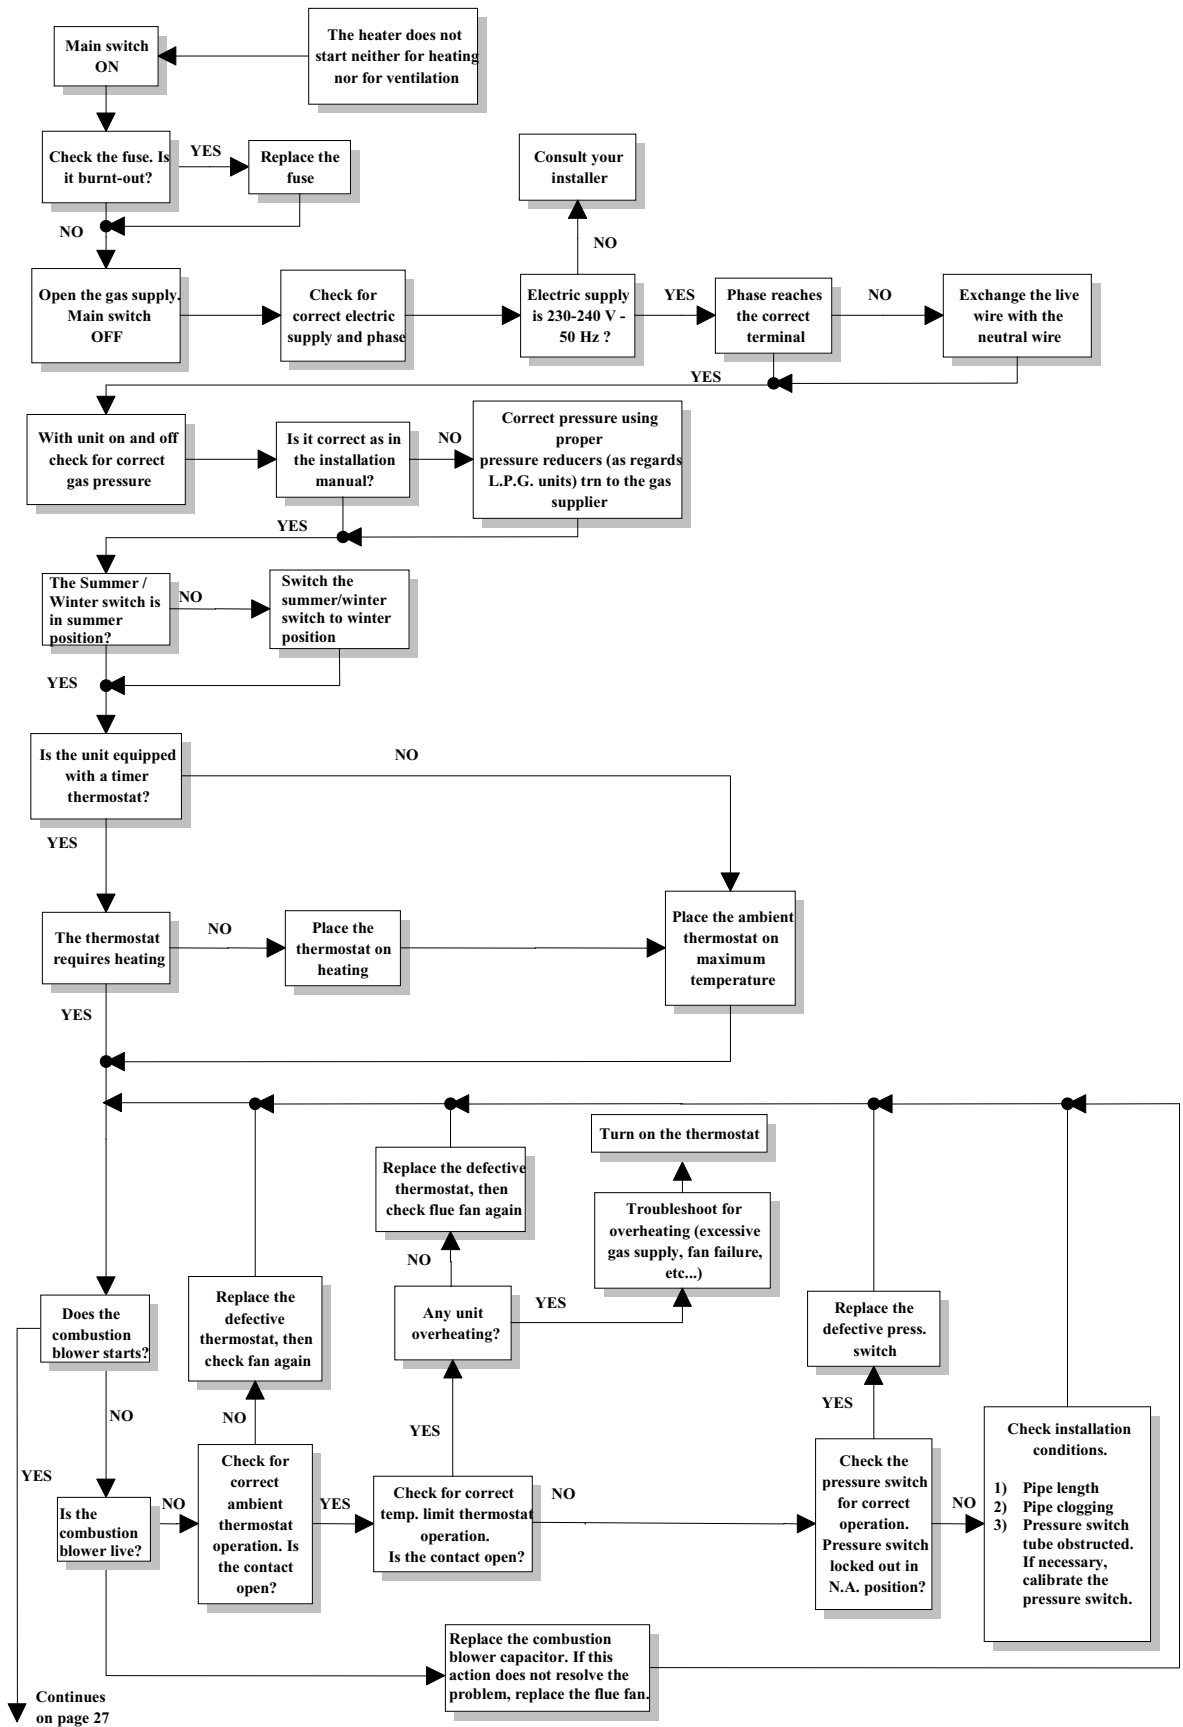 The heater does not
start neither for heating
nor for ventilation
Main switch
ON
Check the fuse. Is
it burnt-out?
YES
Replace the
fuse
Consult your
installer
NO
NO
Open the gas supply.
Main switch
OFF
Check for
correct electric
supply and phase
Electric supply
is 230-240 V -
50 Hz ?
YES
Phase reaches
the correct
terminal
NO
Exchange the live
wire with the
neutral wire
YES
With unit on and off
check for correct
gas pressure
Is it correct as in
the installation
manual?
NO
Correct pressure using
proper
pressure reducers (as regards
L.P.G. units) trn to the gas
supplier
YES
The Summer /
Winter switch is
in summer
position?
NO
Switch the
summer/winter
switch to winter
position
YES
Is the unit equipped
with a timer
thermostat?
NO
YES
The thermostat
requires heating
NO
Place the
thermostat on
heating
Place the ambient
thermostat on
maximum
temperature
YES
Turn on the thermostat
Replace the defective
thermostat, then
check flue fan again
Troubleshoot for
overheating (excessive
gas supply, fan failure,
etc...)
NO
Does the
combustion
blower starts?
Replace the
defective
thermostat, then
check fan again
Any unit
overheating?
YES
Replace the
defective press.
switch
NO
NO
YES
YES
YES
Is the
combustion
blower live?
NO
Check for
correct
ambient
thermostat
operation. Is
the contact
open?
YES
Check for correct
temp. limit thermostat
operation.
Is the contact open?
NO
Check the
pressure switch
for correct
operation.
Pressure switch
locked out in
N.A. position?
NO
Check installation
conditions.
1) Pipe length
2) Pipe clogging
3) Pressure switch
tube obstructed.
If necessary,
calibrate the
pressure switch.
Replace the combustion
blower capacitor. If this
action does not resolve the
problem, replace the flue fan.
Continues
on page 27